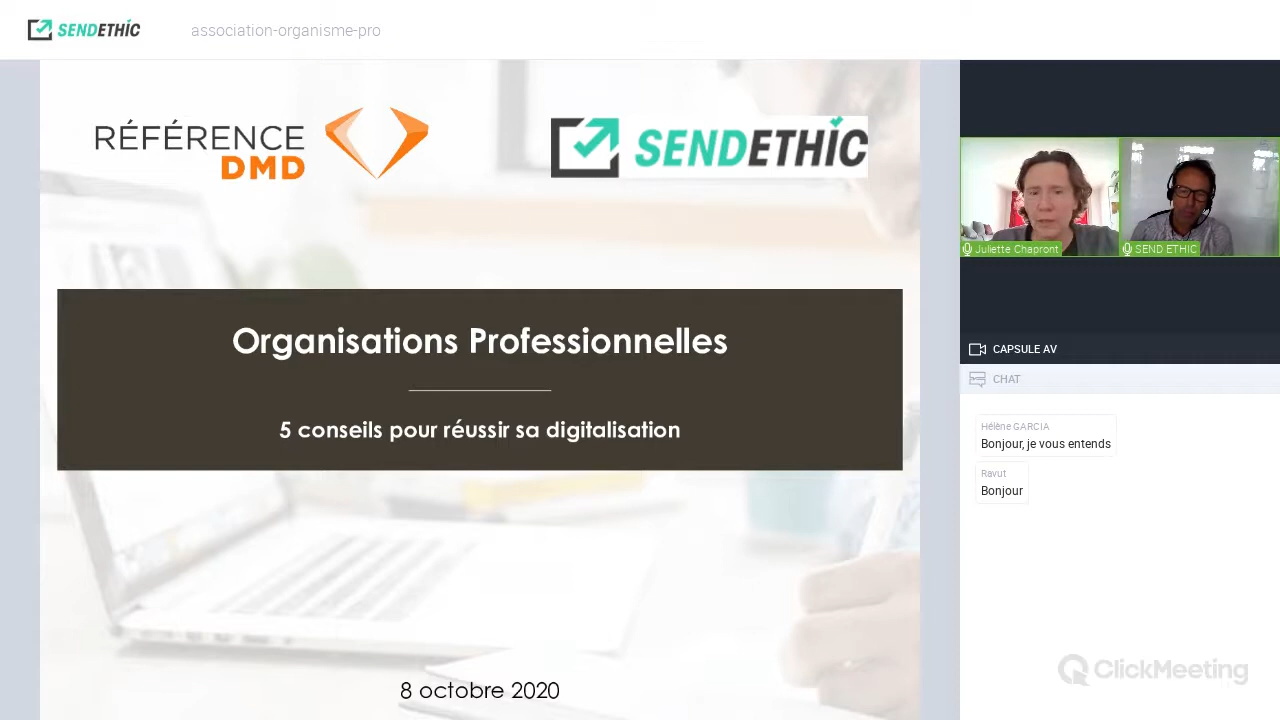 SENDETHIC
association-organisme-pro
RÉFÉRENCE
DMD
SENDETHIC
Organisations Professionnelles
5 conseils pour réussir sa digitalisation
8 octobre 2020
Juliette Chapront
SEND ETHIC
CAPSULE AV
CHAT
Hélène GARCIA
Bonjour, je vous entends
Ravut
Bonjour
ClickMeeting